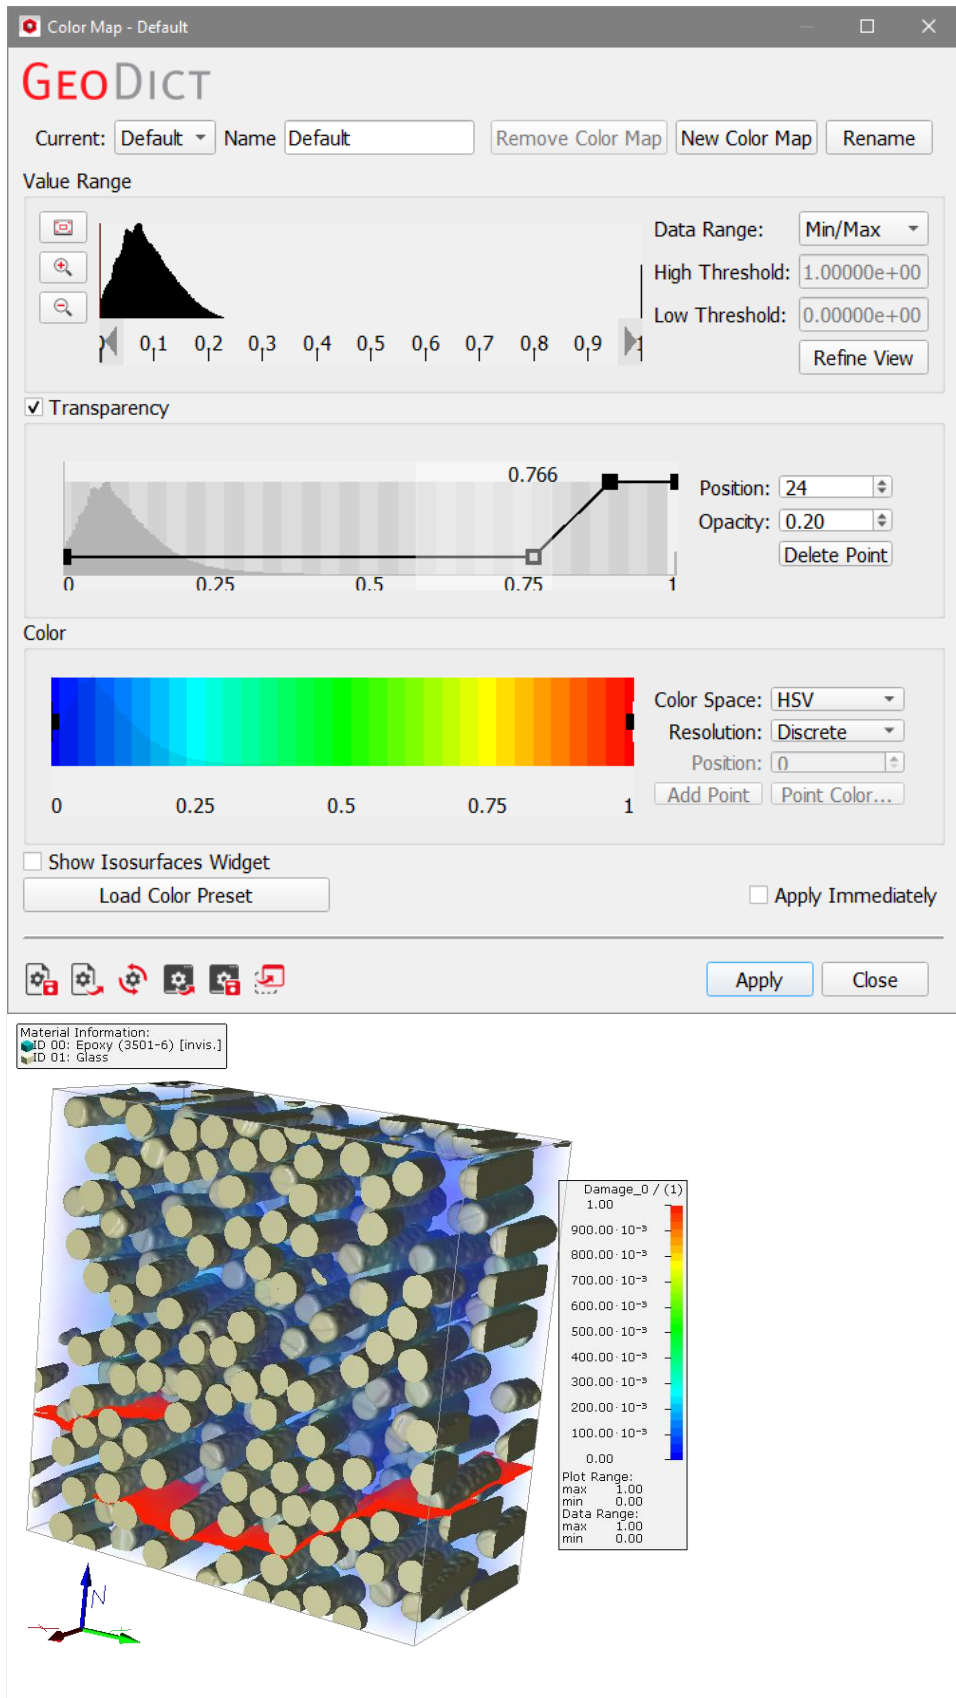 Color Map - Default
GEODICT
Current: Default Name Default Remove Color Map New Color Map Rename
Value Range
Data Range: Min/Max
High Threshold: 1.00000e+00
Low Threshold: 0.00000e+00
0,1 0,2 0,3 0,4 0,5 0,6 0,7 0,8 0,9 1
Refine View
Transparency
0.766
Position: 24
Opacity: 0.20
Delete Point
0 0.25 0.5 0.75 1
Color
Color Space: HSV
Resolution: Discrete
Position: 0
Add Point Point Color...
0 0.25 0.5 0.75 1
Show Isosurfaces Widget
Load Color Preset Apply Immediately
Apply Close
Material Information:
ID 00: Epoxy (3501-6) [invis.]
ID 01: Glass
Damage_0 / (1)
1.00
900.00·10⁻³
800.00·10⁻³
700.00·10⁻³
600.00·10⁻³
500.00·10⁻³
400.00·10⁻³
300.00·10⁻³
200.00·10⁻³
100.00·10⁻³
0.00
Plot Range:
max 1.00
min 0.00
Data Range:
max 1.00
min 0.00